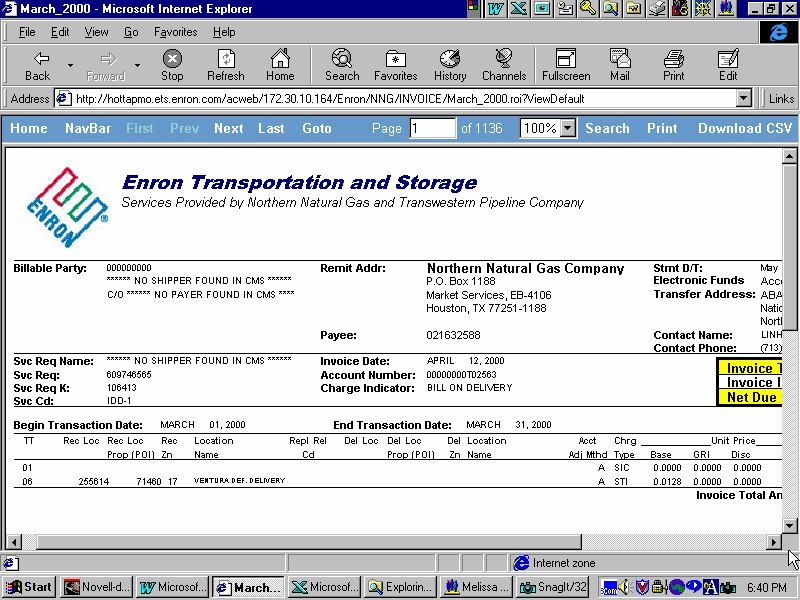 March_2000 - Microsoft Internet Explorer
File Edit View Go Favorites Help
Back Forward Stop Refresh Home Search Favorites History Channels Fullscreen Mail Print Edit
Address http://hottapmo.ets.enron.com/acweb/172.30.10.164/Enron/NNG/INVOICE/March_2000.roi?ViewDefault Links
Home NavBar First Prev Next Last Goto Page 1 of 1136 100% Search Print Download CSV
ENRON
Enron Transportation and Storage
Services Provided by Northern Natural Gas and Transwestern Pipeline Company
Billable Party: 000000000 Remit Addr: Northern Natural Gas Company Stmt D/T: May
****** NO SHIPPER FOUND IN CMS ****** P.O. Box 1188 Electronic Funds Acco
C/O ****** NO PAYER FOUND IN CMS **** Market Services, EB-4106 Transfer Address: ABA
Houston, TX 77251-1188 Natio
North
Payee: 021632588 Contact Name: LINH
Contact Phone: (713)
Svc Req Name: ****** NO SHIPPER FOUND IN CMS ****** Invoice Date: APRIL 12, 2000
Svc Req: 609746565 Account Number: 00000000T02563 Invoice T
Svc Req K: 106413 Charge Indicator: BILL ON DELIVERY Invoice I
Svc Cd: IDD-1 Net Due
Begin Transaction Date: MARCH 01, 2000 End Transaction Date: MARCH 31, 2000
TT Rec Loc Rec Loc Rec Location Repl Rel Del Loc Del Loc Del Location Acct Chrg Unit Price
Prop (POI) Zn Name Cd Prop (POI) Zn Name Adj Mthd Type Base GRI Disc
01 A SIC 0.0000 0.0000 0.0000
06 255614 71460 17 VENTURA DEF. DELIVERY A STI 0.0128 0.0000 0.0000
Invoice Total An
Internet zone
Start Novell-d... Microsof... March... Microsof... Explorin... Melissa ... SnagIt/32 6:40 PM